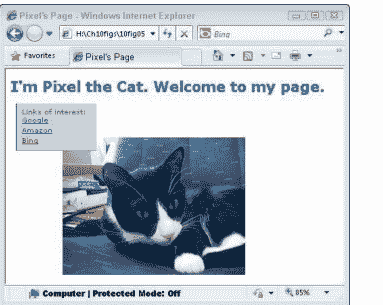 Pixel's Page - Windows Internet Explorer
H:\Ch10figs\10fig05
Bing
Favorites
Pixel's Page
I'm Pixel the Cat. Welcome to my page.
Links of interest:
Google
Amazon
Bing
Computer | Protected Mode: Off
85%